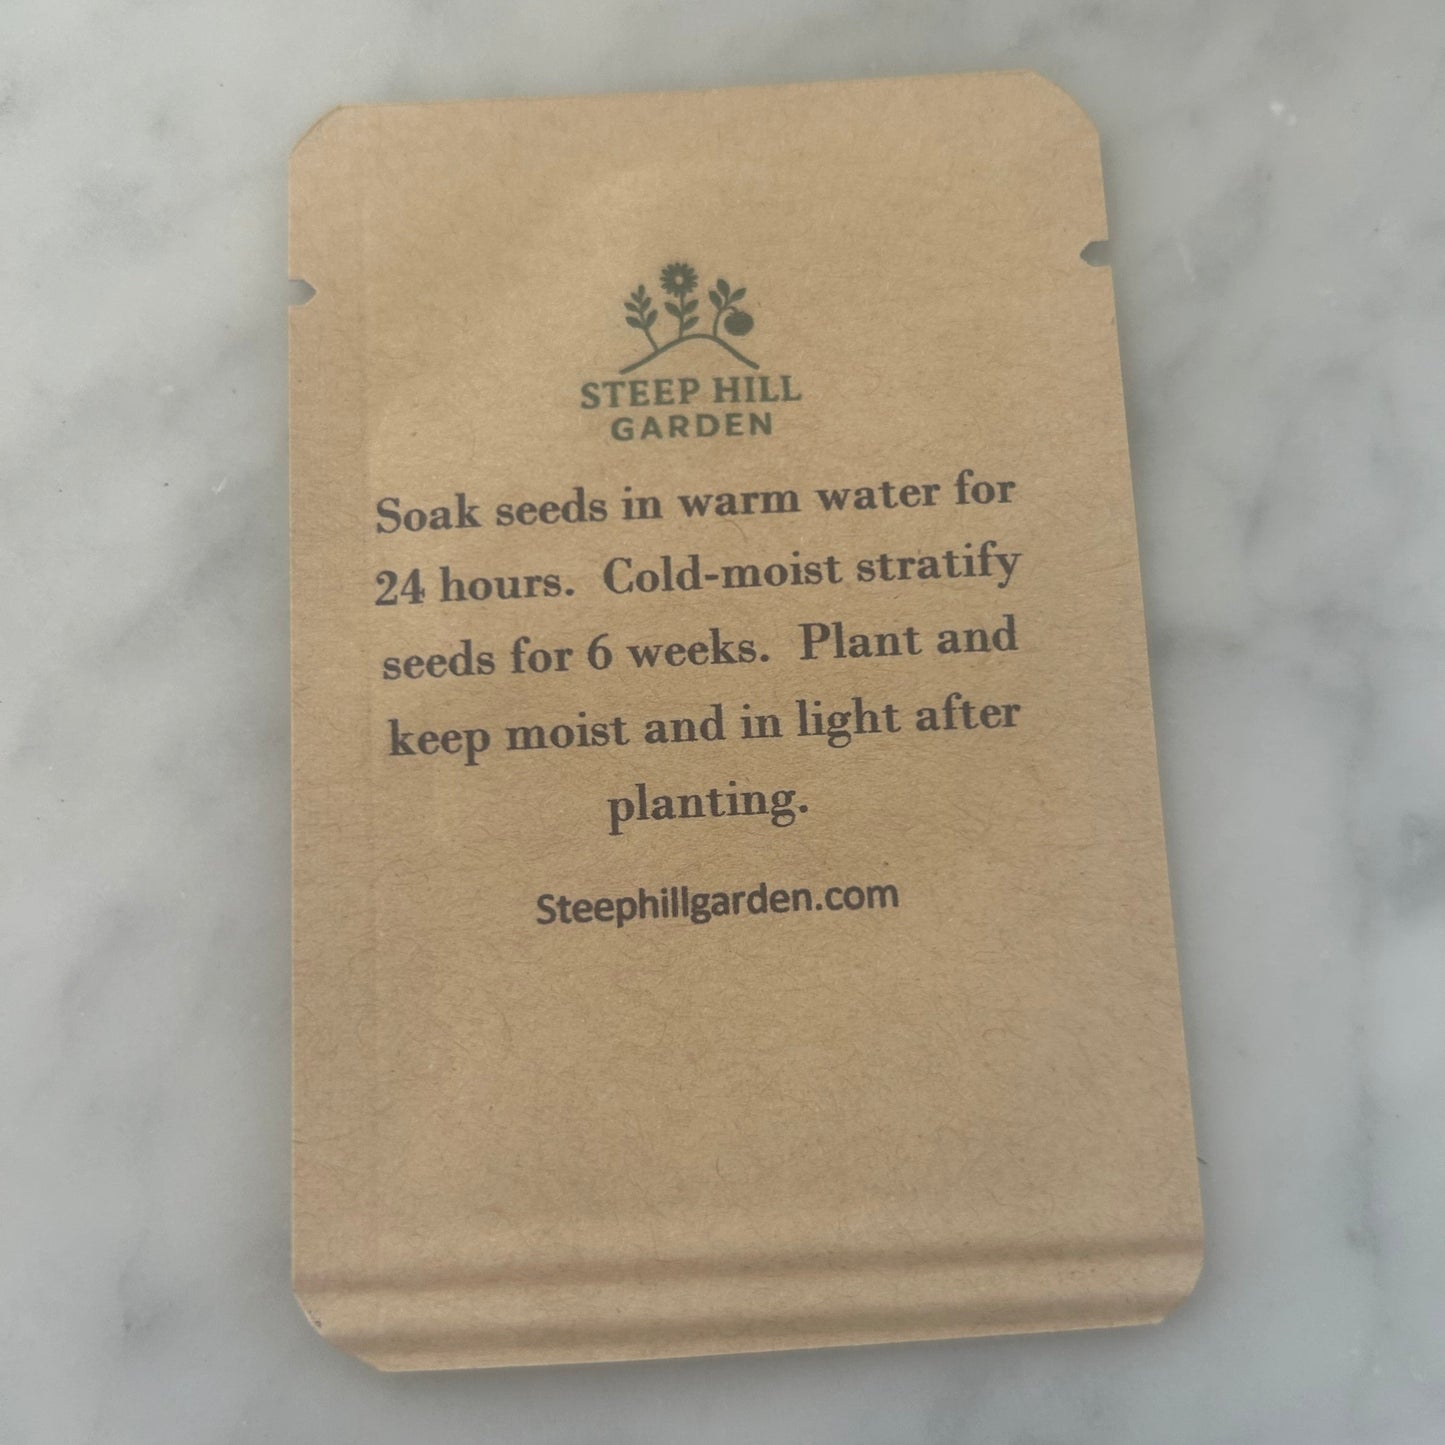 STEEP HILL
GARDEN
Soak seeds in warm water for
24 hours.  Cold-moist stratify
seeds for 6 weeks.  Plant and
keep moist and in light after
planting.
Steephillgarden.com